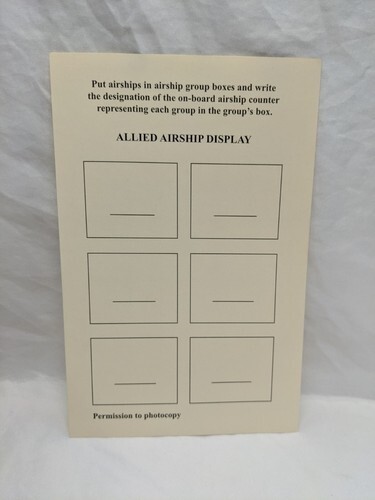 Put airships in airship group boxes and write
the designation of the on-board airship counter
representing each group in the group's box.
ALLIED AIRSHIP DISPLAY
Permission to photocopy